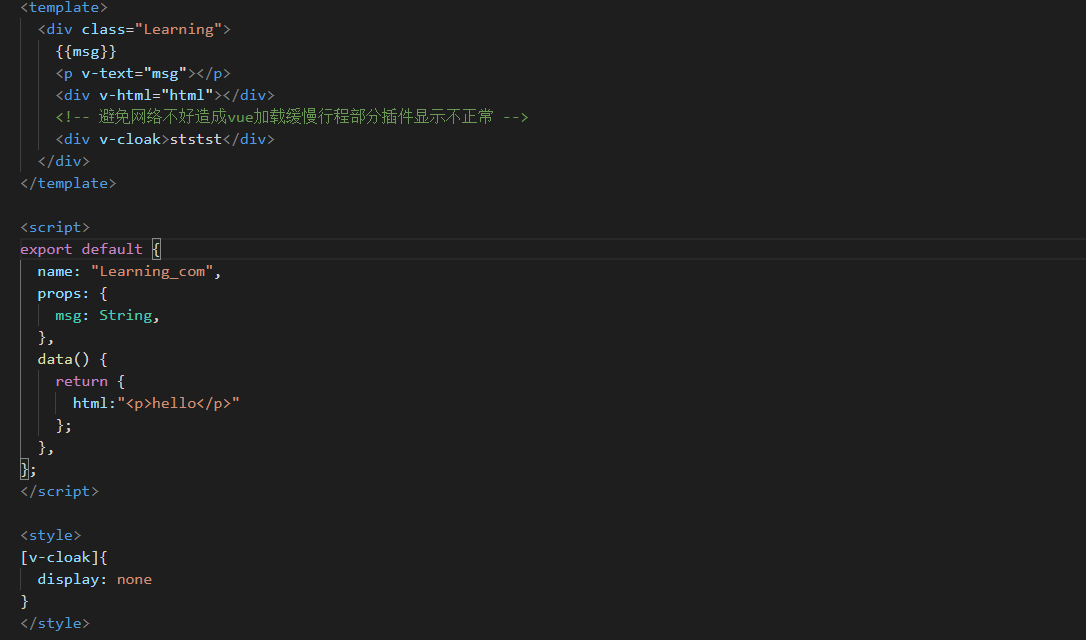 <template>
  <div class="Learning">
    {{msg}}
    <p v-text="msg"></p>
    <div v-html="html"></div>
    <!-- 避免网络不好造成vue加载缓慢行程部分插件显示不正常 -->
    <div v-cloak>ststst</div>
  </div>
</template>

<script>
export default {
  name: "Learning_com",
  props: {
    msg: String,
  },
  data() {
    return {
      html:"<p>hello</p>"
    };
  },
};
</script>

<style>
[v-cloak]{
  display: none
}
</style>